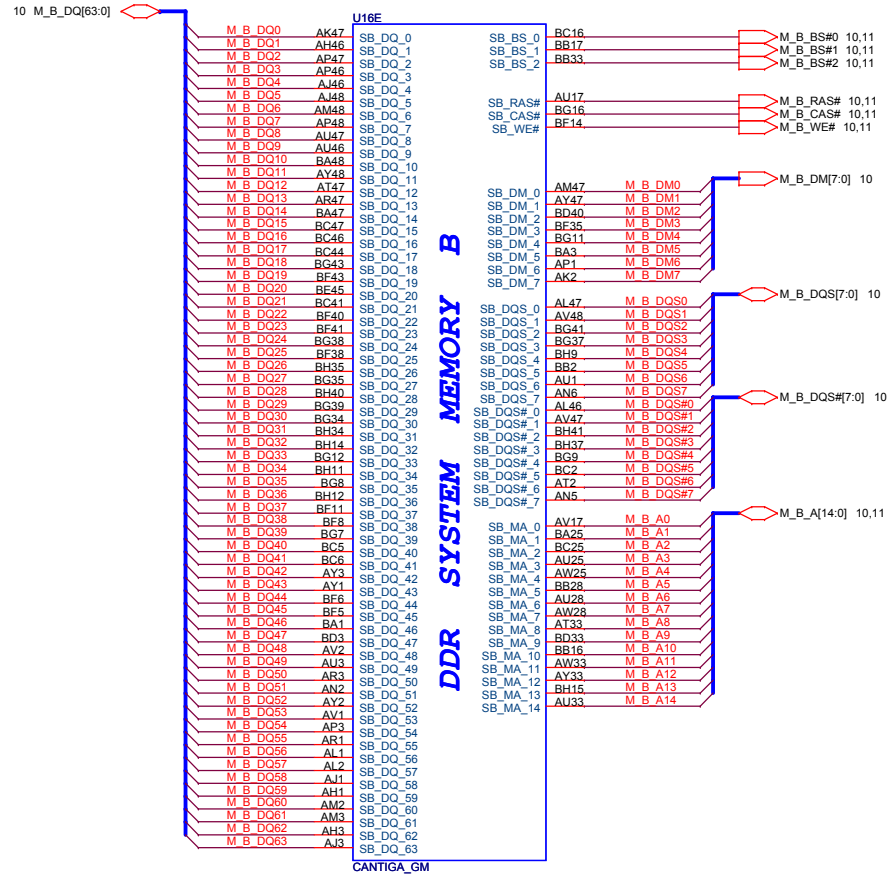 10 M_B_DQ[63:0]
U16E
M_B_DQ0 AK47 SB_DQ_0
M_B_DQ1 AH46 SB_DQ_1
M_B_DQ2 AP47 SB_DQ_2
M_B_DQ3 AP46 SB_DQ_3
M_B_DQ4 AJ46 SB_DQ_4
M_B_DQ5 AJ48 SB_DQ_5
M_B_DQ6 AM48 SB_DQ_6
M_B_DQ7 AP48 SB_DQ_7
M_B_DQ8 AU47 SB_DQ_8
M_B_DQ9 AU46 SB_DQ_9
M_B_DQ10 BA48 SB_DQ_10
M_B_DQ11 AY48 SB_DQ_11
M_B_DQ12 AT47 SB_DQ_12
M_B_DQ13 AR47 SB_DQ_13
M_B_DQ14 BA47 SB_DQ_14
M_B_DQ15 BC47 SB_DQ_15
M_B_DQ16 BC46 SB_DQ_16
M_B_DQ17 BC44 SB_DQ_17
M_B_DQ18 BG43 SB_DQ_18
M_B_DQ19 BF43 SB_DQ_19
M_B_DQ20 BE45 SB_DQ_20
M_B_DQ21 BC41 SB_DQ_21
M_B_DQ22 BF40 SB_DQ_22
M_B_DQ23 BF41 SB_DQ_23
M_B_DQ24 BG38 SB_DQ_24
M_B_DQ25 BF38 SB_DQ_25
M_B_DQ26 BH35 SB_DQ_26
M_B_DQ27 BG35 SB_DQ_27
M_B_DQ28 BH40 SB_DQ_28
M_B_DQ29 BG39 SB_DQ_29
M_B_DQ30 BG34 SB_DQ_30
M_B_DQ31 BH34 SB_DQ_31
M_B_DQ32 BH14 SB_DQ_32
M_B_DQ33 BG12 SB_DQ_33
M_B_DQ34 BH11 SB_DQ_34
M_B_DQ35 BG8 SB_DQ_35
M_B_DQ36 BH12 SB_DQ_36
M_B_DQ37 BF11 SB_DQ_37
M_B_DQ38 BF8 SB_DQ_38
M_B_DQ39 BG7 SB_DQ_39
M_B_DQ40 BC5 SB_DQ_40
M_B_DQ41 BC6 SB_DQ_41
M_B_DQ42 AY3 SB_DQ_42
M_B_DQ43 AY1 SB_DQ_43
M_B_DQ44 BF6 SB_DQ_44
M_B_DQ45 BF5 SB_DQ_45
M_B_DQ46 BA1 SB_DQ_46
M_B_DQ47 BD3 SB_DQ_47
M_B_DQ48 AV2 SB_DQ_48
M_B_DQ49 AU3 SB_DQ_49
M_B_DQ50 AR3 SB_DQ_50
M_B_DQ51 AN2 SB_DQ_51
M_B_DQ52 AY2 SB_DQ_52
M_B_DQ53 AV1 SB_DQ_53
M_B_DQ54 AP3 SB_DQ_54
M_B_DQ55 AR1 SB_DQ_55
M_B_DQ56 AL1 SB_DQ_56
M_B_DQ57 AL2 SB_DQ_57
M_B_DQ58 AJ1 SB_DQ_58
M_B_DQ59 AH1 SB_DQ_59
M_B_DQ60 AM2 SB_DQ_60
M_B_DQ61 AM3 SB_DQ_61
M_B_DQ62 AH3 SB_DQ_62
M_B_DQ63 AJ3 SB_DQ_63
DDR SYSTEM MEMORY B
SB_BS_0 BC16 M_B_BS#0 10,11
SB_BS_1 BB17 M_B_BS#1 10,11
SB_BS_2 BB33 M_B_BS#2 10,11
SB_RAS# AU17 M_B_RAS# 10,11
SB_CAS# BG16 M_B_CAS# 10,11
SB_WE# BF14 M_B_WE# 10,11
M_B_DM[7:0] 10
SB_DM_0 AM47 M_B_DM0
SB_DM_1 AY47 M_B_DM1
SB_DM_2 BD40 M_B_DM2
SB_DM_3 BF35 M_B_DM3
SB_DM_4 BG11 M_B_DM4
SB_DM_5 BA3 M_B_DM5
SB_DM_6 AP1 M_B_DM6
SB_DM_7 AK2 M_B_DM7
M_B_DQS[7:0] 10
SB_DQS_0 AL47 M_B_DQS0
SB_DQS_1 AV48 M_B_DQS1
SB_DQS_2 BG41 M_B_DQS2
SB_DQS_3 BG37 M_B_DQS3
SB_DQS_4 BH9 M_B_DQS4
SB_DQS_5 BB2 M_B_DQS5
SB_DQS_6 AU1 M_B_DQS6
SB_DQS_7 AN6 M_B_DQS7
M_B_DQS#[7:0] 10
SB_DQS#_0 AL46 M_B_DQS#0
SB_DQS#_1 AV47 M_B_DQS#1
SB_DQS#_2 BH41 M_B_DQS#2
SB_DQS#_3 BH37 M_B_DQS#3
SB_DQS#_4 BG9 M_B_DQS#4
SB_DQS#_5 BC2 M_B_DQS#5
SB_DQS#_6 AT2 M_B_DQS#6
SB_DQS#_7 AN5 M_B_DQS#7
M_B_A[14:0] 10,11
SB_MA_0 AV17 M_B_A0
SB_MA_1 BA25 M_B_A1
SB_MA_2 BC25 M_B_A2
SB_MA_3 AU25 M_B_A3
SB_MA_4 AW25 M_B_A4
SB_MA_5 BB28 M_B_A5
SB_MA_6 AU28 M_B_A6
SB_MA_7 AW28 M_B_A7
SB_MA_8 AT33 M_B_A8
SB_MA_9 BD33 M_B_A9
SB_MA_10 BB16 M_B_A10
SB_MA_11 AW33 M_B_A11
SB_MA_12 AY33 M_B_A12
SB_MA_13 BH15 M_B_A13
SB_MA_14 AU33 M_B_A14
CANTIGA_GM